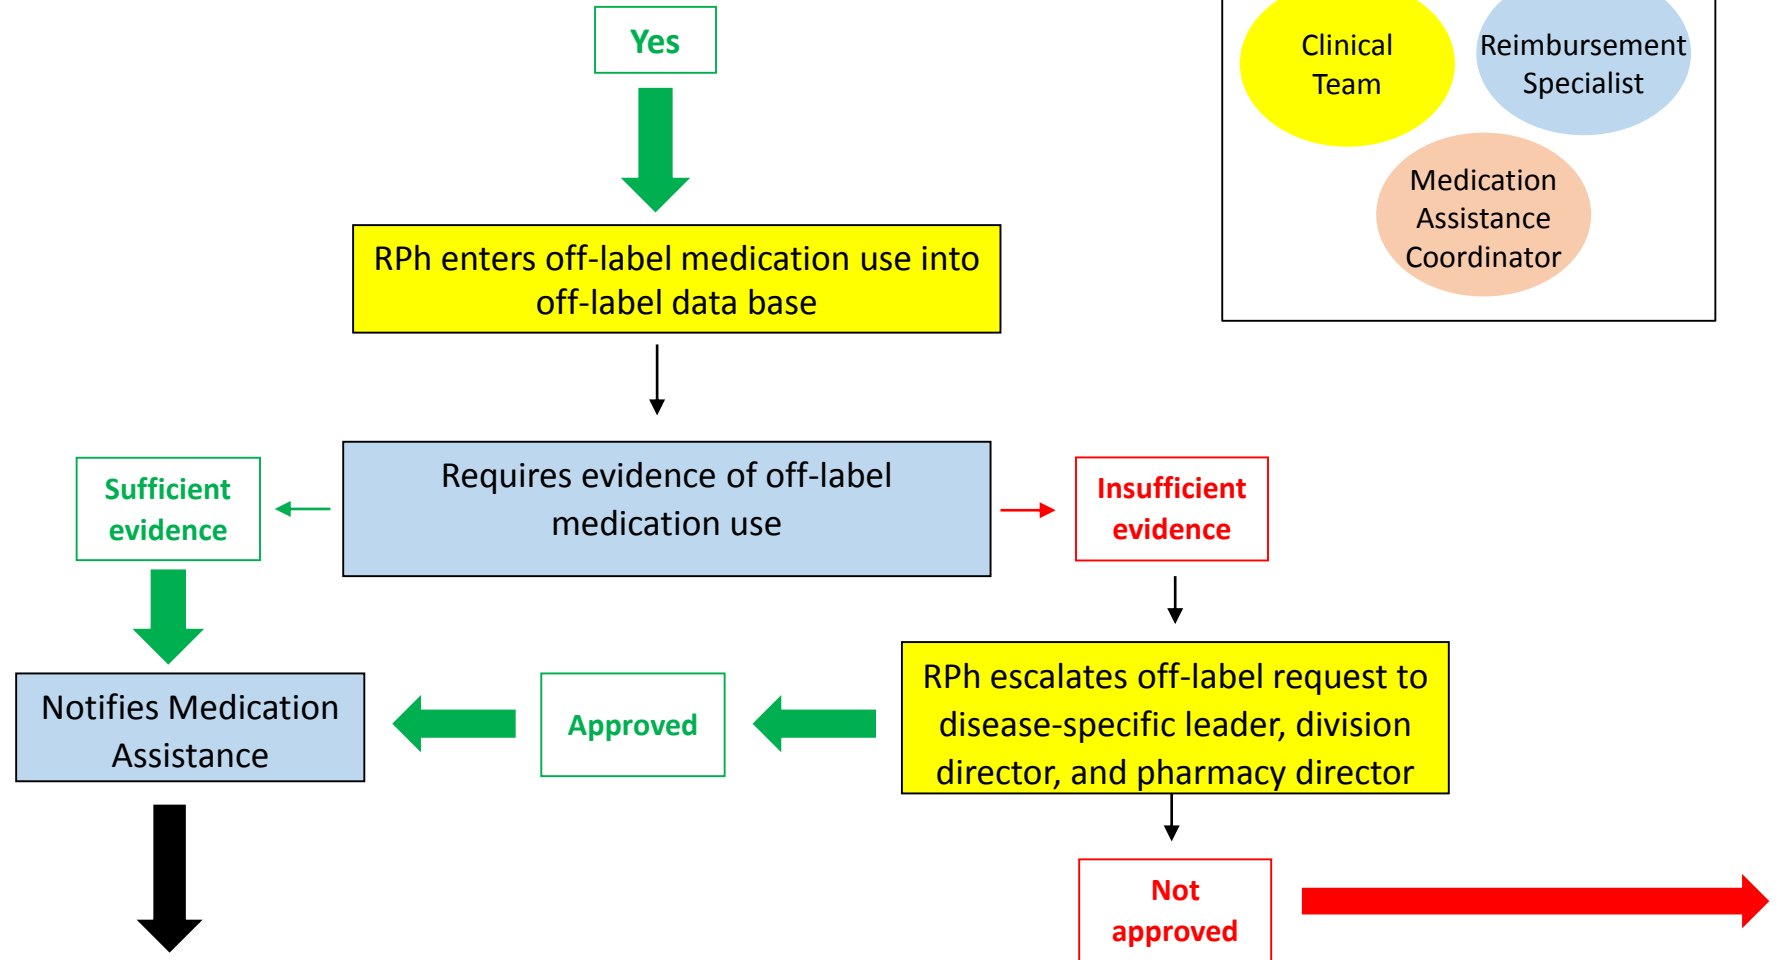 Yes
Clinical
Team
Reimbursement
Specialist
Medication
Assistance
Coordinator
RPh enters off-label medication use into
off-label data base
Sufficient
evidence
Requires evidence of off-label
medication use
Insufficient
evidence
Notifies Medication
Assistance
Approved
RPh escalates off-label request to
disease-specific leader, division
director, and pharmacy director
Not
approved